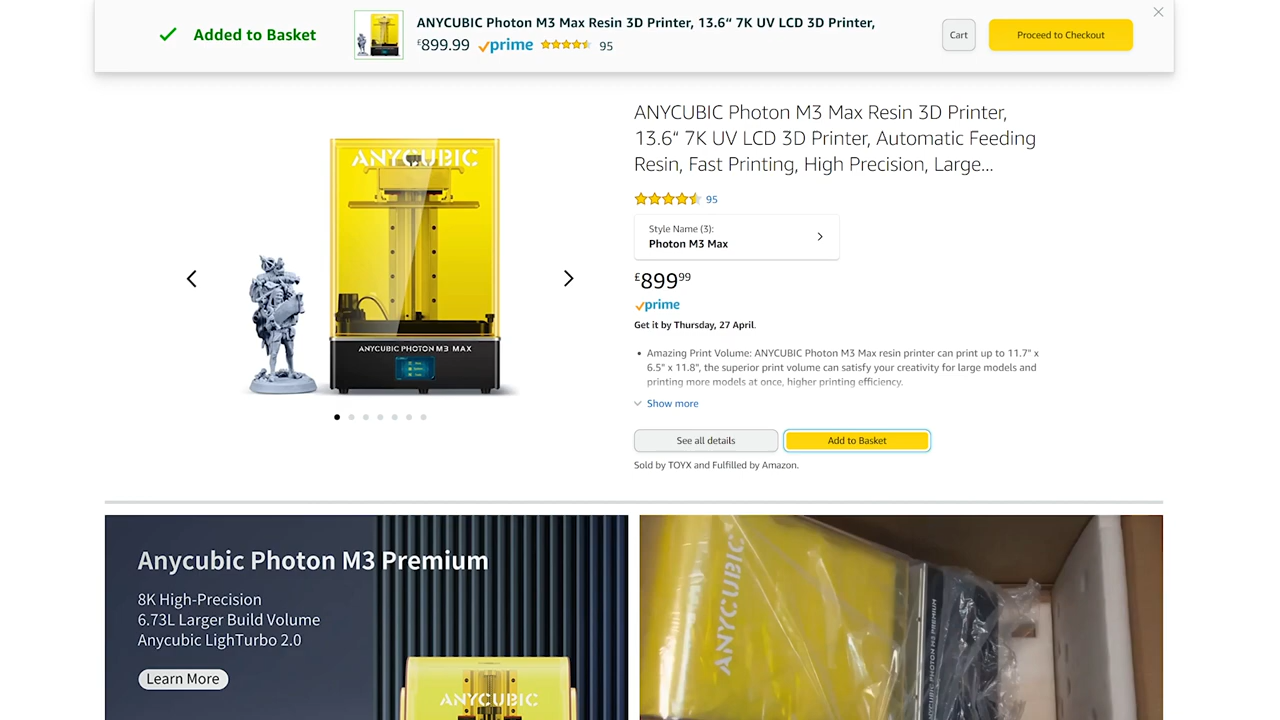 Added to Basket
ANYCUBIC Photon M3 Max Resin 3D Printer, 13.6“ 7K UV LCD 3D Printer,
£899.99 prime 95
Cart
Proceed to Checkout
ANYCUBIC Photon M3 Max Resin 3D Printer,
13.6“ 7K UV LCD 3D Printer, Automatic Feeding
Resin, Fast Printing, High Precision, Large...
95
Style Name (3):
Photon M3 Max
£89999
prime
Get it by Thursday, 27 April.
• Amazing Print Volume: ANYCUBIC Photon M3 Max resin printer can print up to 11.7" x
6.5" x 11.8", the superior print volume can satisfy your creativity for large models and
printing more models at once, higher printing efficiency.
Show more
See all details
Add to Basket
Sold by TOYX and Fulfilled by Amazon.
ANYCUBIC
ANYCUBIC PHOTON M3 MAX
Anycubic Photon M3 Premium
8K High-Precision
6.73L Larger Build Volume
Anycubic LighTurbo 2.0
Learn More
ANYCUBIC
ANYCUBIC
ANYCUBIC PHOTON M3 PREMIUM